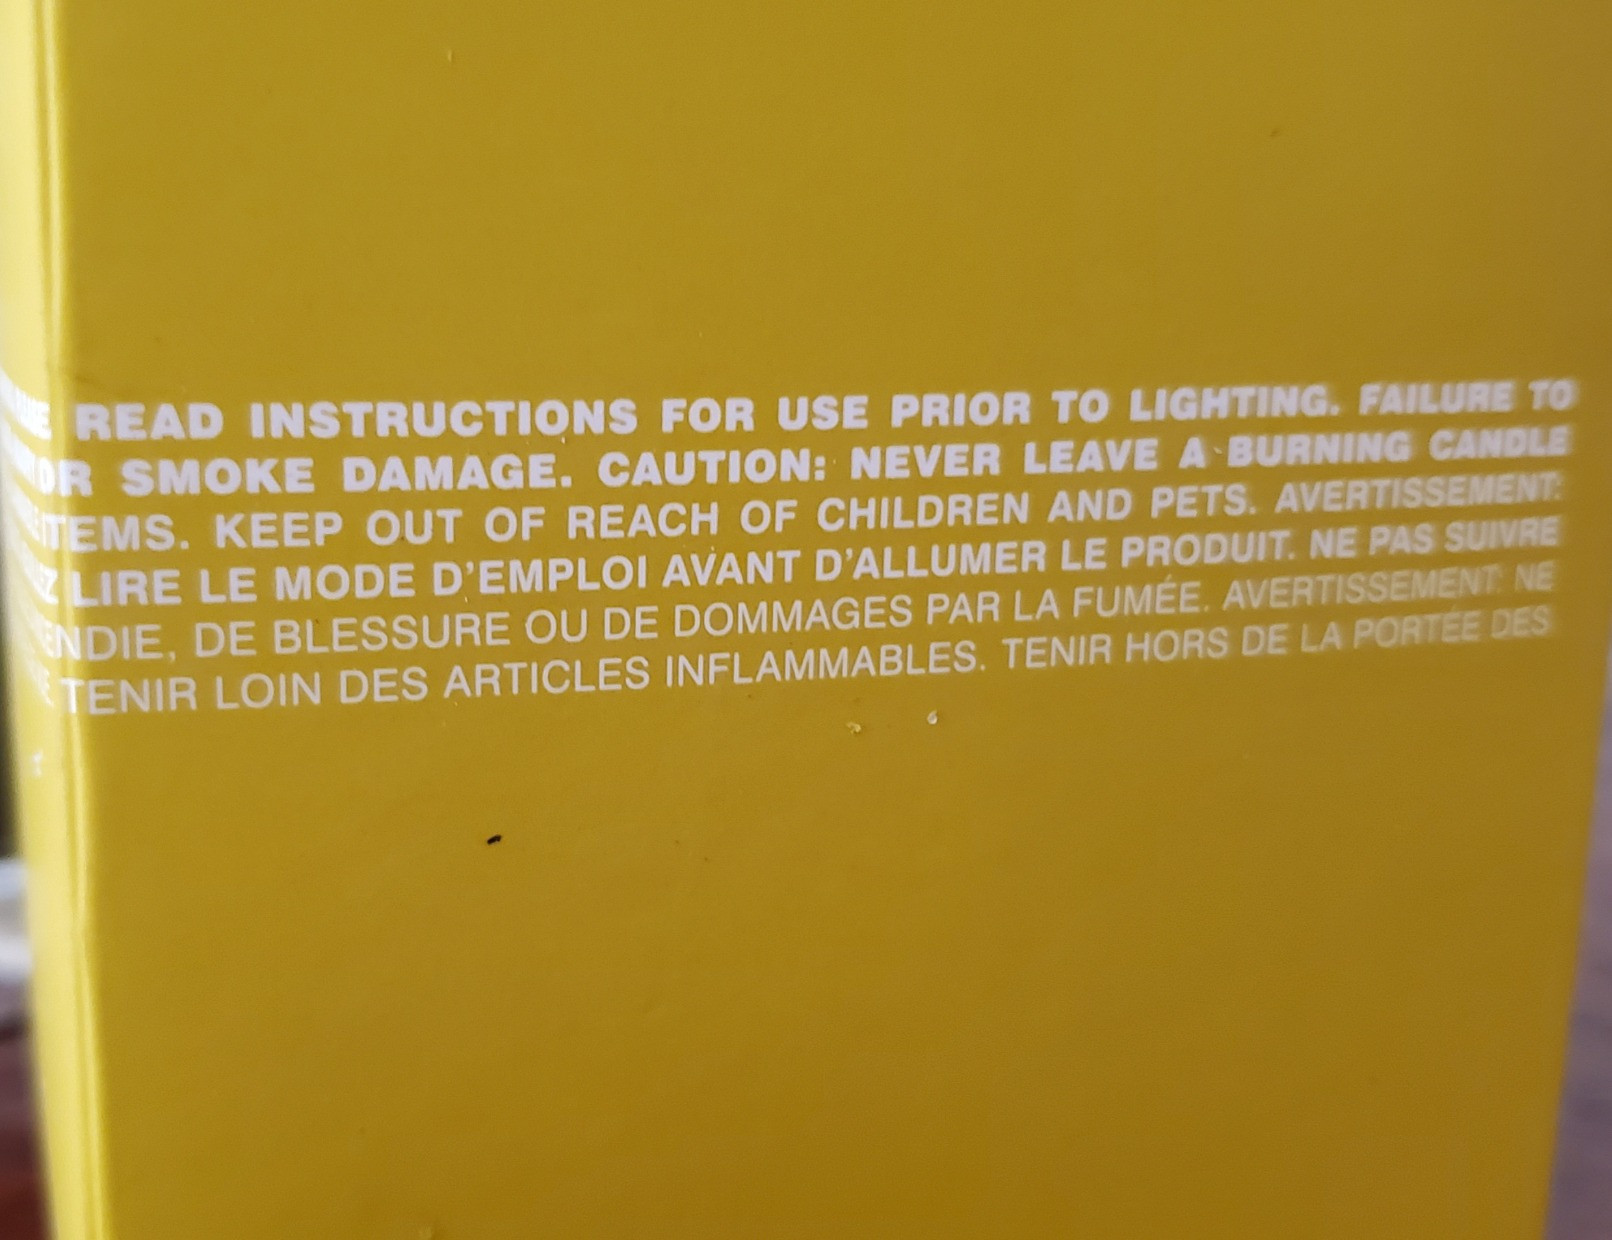 READ INSTRUCTIONS FOR USE PRIOR TO LIGHTING. FAILURE TO
OR SMOKE DAMAGE. CAUTION: NEVER LEAVE A BURNING CANDLE
ITEMS. KEEP OUT OF REACH OF CHILDREN AND PETS. AVERTISSEMENT:
LIRE LE MODE D'EMPLOI AVANT D'ALLUMER LE PRODUIT. NE PAS SUIVRE
ENDIE, DE BLESSURE OU DE DOMMAGES PAR LA FUMÉE. AVERTISSEMENT: NE
TENIR LOIN DES ARTICLES INFLAMMABLES. TENIR HORS DE LA PORTÉE DES